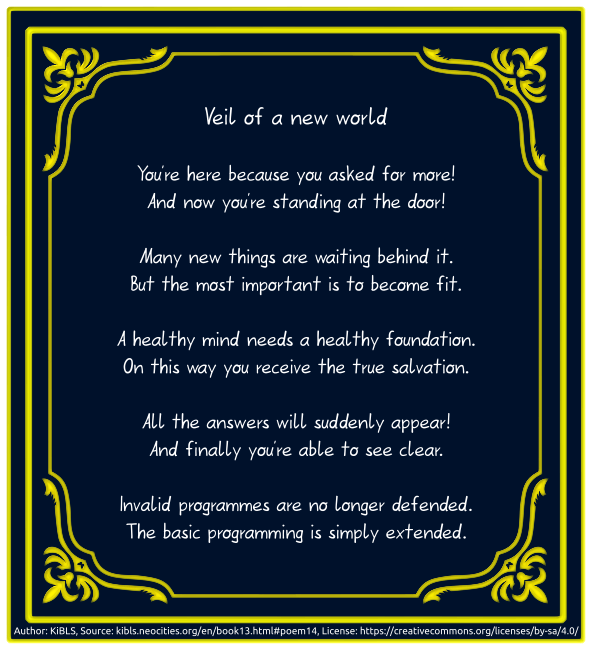 Veil of a new world
You're here because you asked for more!
And now you're standing at the door!
Many new things are waiting behind it.
But the most important is to become fit.
A healthy mind needs a healthy foundation.
On this way you receive the true salvation.
All the answers will suddenly appear!
And finally you're able to see clear.
Invalid programmes are no longer defended.
The basic programming is simply extended.
Author: KiBLS, Source: kibls.neocities.org/en/book13.html#poem14, License: https://creativecommons.org/licenses/by-sa/4.0/